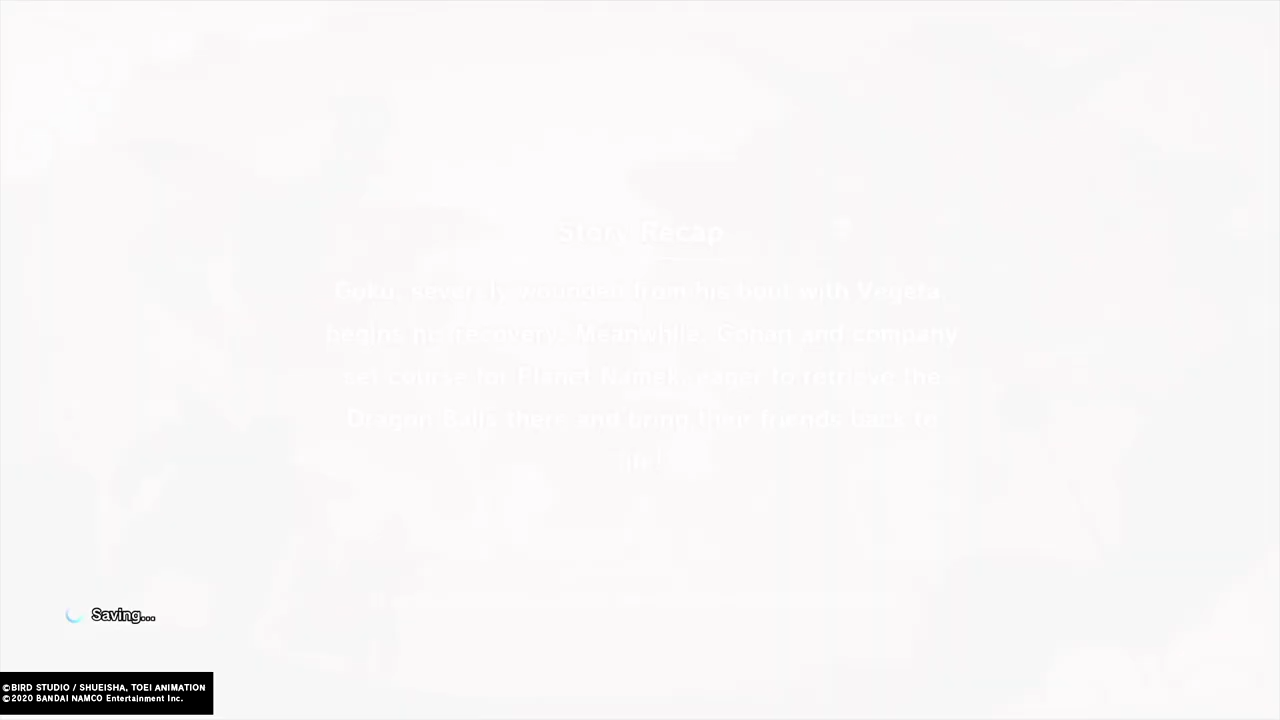 Story Recap
Goku, severely wounded from his bout with Vegeta,
begins his recovery. Meanwhile, Gohan and company
set course for Planet Namek, eager to retrieve the
Dragon Balls there and bring their friends back to
life!
Saving...
©BIRD STUDIO / SHUEISHA, TOEI ANIMATION
©2020 BANDAI NAMCO Entertainment Inc.